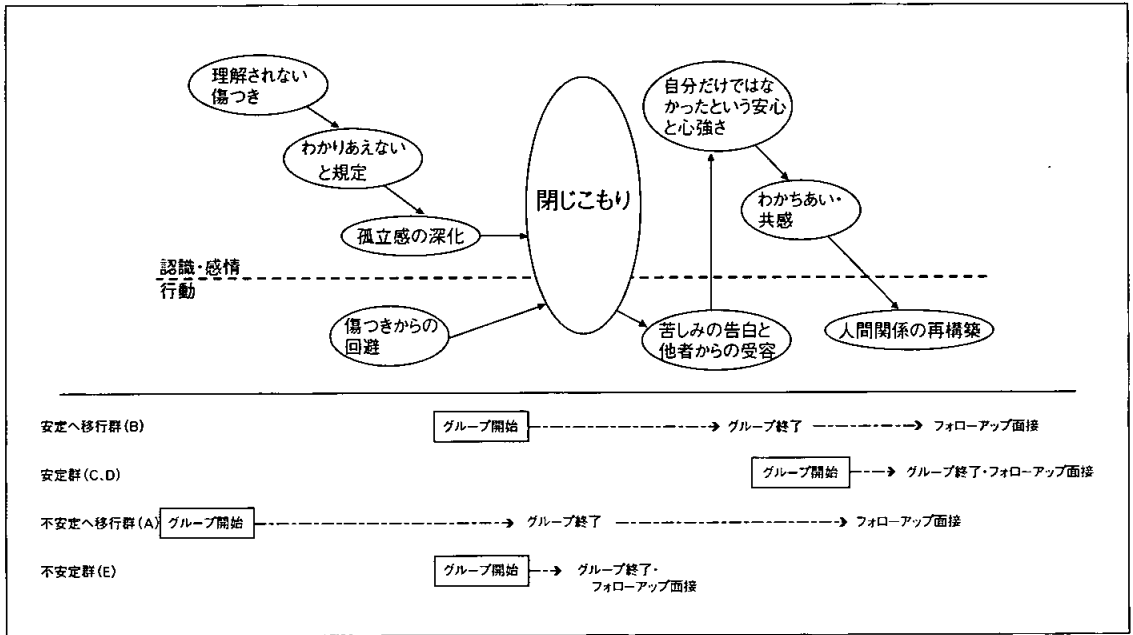 理解されない
傷つき
わかりあえない
と規定
孤立感の深化
閉じこもり
自分だけではな
かったという安心
と心強さ
わかちあい・
共感
認識・感情
行動
傷つきからの
回避
苦しみの告白と
他者からの受容
人間関係の再構築
安定へ移行群(B)
グループ開始
グループ終了
フォローアップ面接
安定群(C、D)
グループ開始
グループ終了・フォローアップ面接
不安定へ移行群(A)
グループ開始
グループ終了
フォローアップ面接
不安定群(E)
グループ開始
グループ終了・
フォローアップ面接